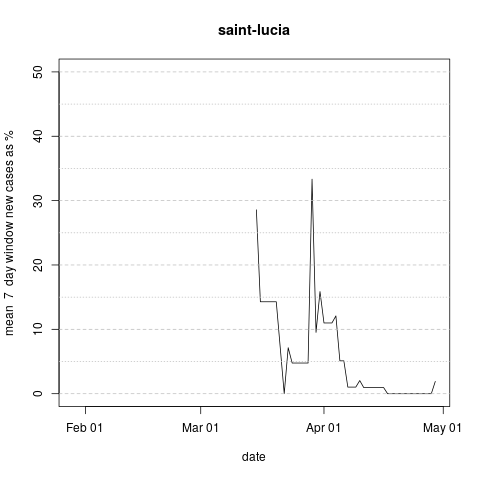 saint-lucia
mean  7  day window new cases as %
50
40
30
20
10
0
Feb 01
Mar 01
Apr 01
May 01
date